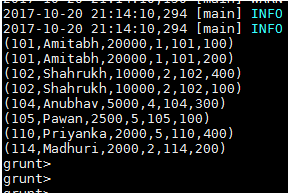 2017-10-20 21:14:10,294 [main] INFO
2017-10-20 21:14:10,294 [main] INFO
(101,Amitabh,20000,1,101,100)
(101,Amitabh,20000,1,101,200)
(102,Shahrukh,10000,2,102,400)
(102,Shahrukh,10000,2,102,100)
(104,Anubhav,5000,4,104,300)
(105,Pawan,2500,5,105,100)
(110,Priyanka,2000,5,110,400)
(114,Madhuri,2000,2,114,200)
grunt>
grunt>
grunt>